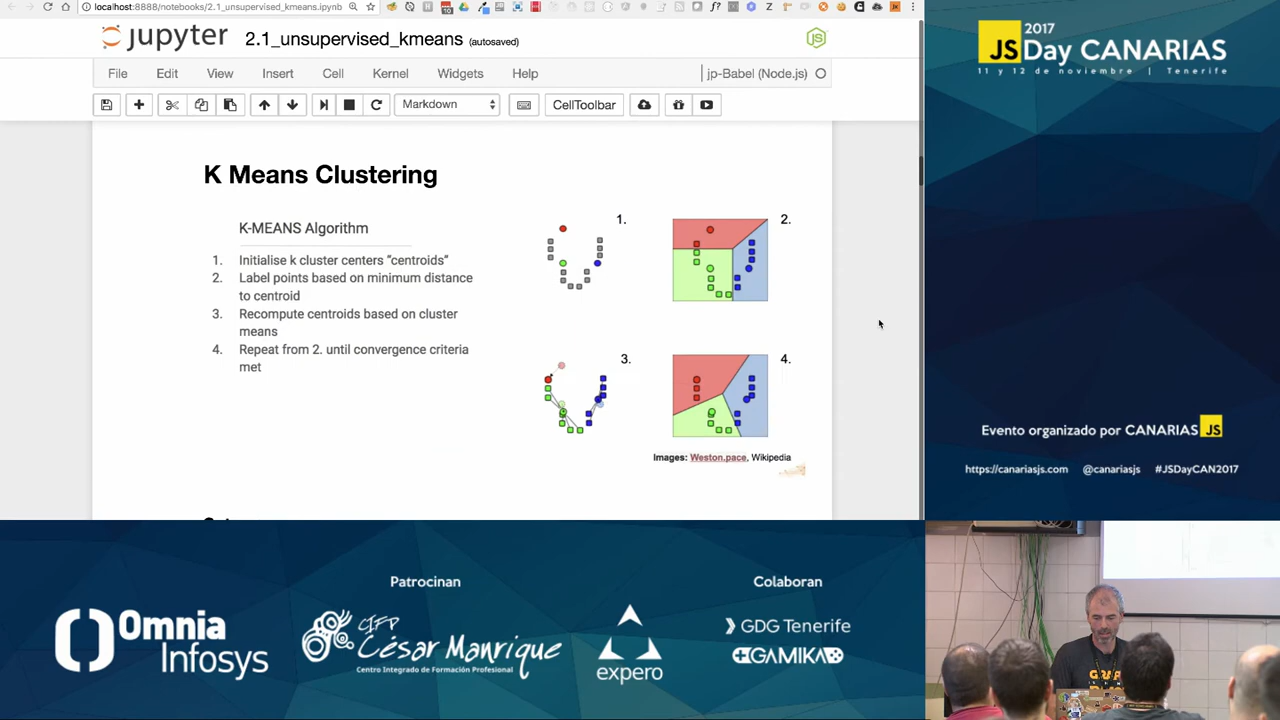 localhost:8888/notebooks/2.1_unsupervised_kmeans.ipynb
jupyter 2.1_unsupervised_kmeans (autosaved)
File Edit View Insert Cell Kernel Widgets Help
jp-Babel (Node.js)
Markdown
CellToolbar
K Means Clustering
K-MEANS Algorithm
1. Initialise k cluster centers “centroids”
2. Label points based on minimum distance
to centroid
3. Recompute centroids based on cluster
means
4. Repeat from 2. until convergence criteria
met
1.
2.
3.
4.
Images: Weston.pace, Wikipedia
2017
JSDay CANARIAS
11 y 12 de noviembre | Tenerife
Evento organizado por CANARIAS JS
https://canariasjs.com @canariasjs #JSDayCAN2017
Patrocinan
Colaboran
Omnia
Infosys
CIFP
César Manrique
Centro Integrado de Formación Profesional
expero
GDG Tenerife
GAMIKA